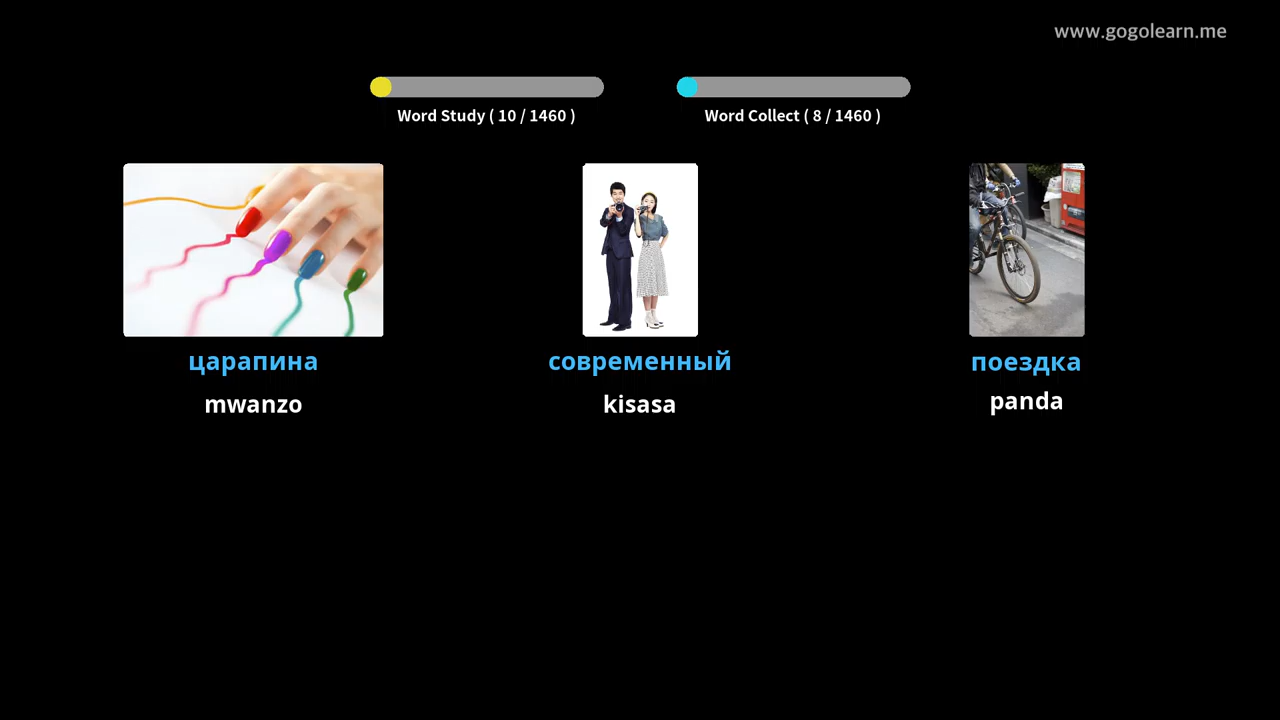 www.gogolearn.me
Word Study ( 10 / 1460 )
Word Collect ( 8 / 1460 )
царапина
современный
поездка
mwanzo
kisasa
panda